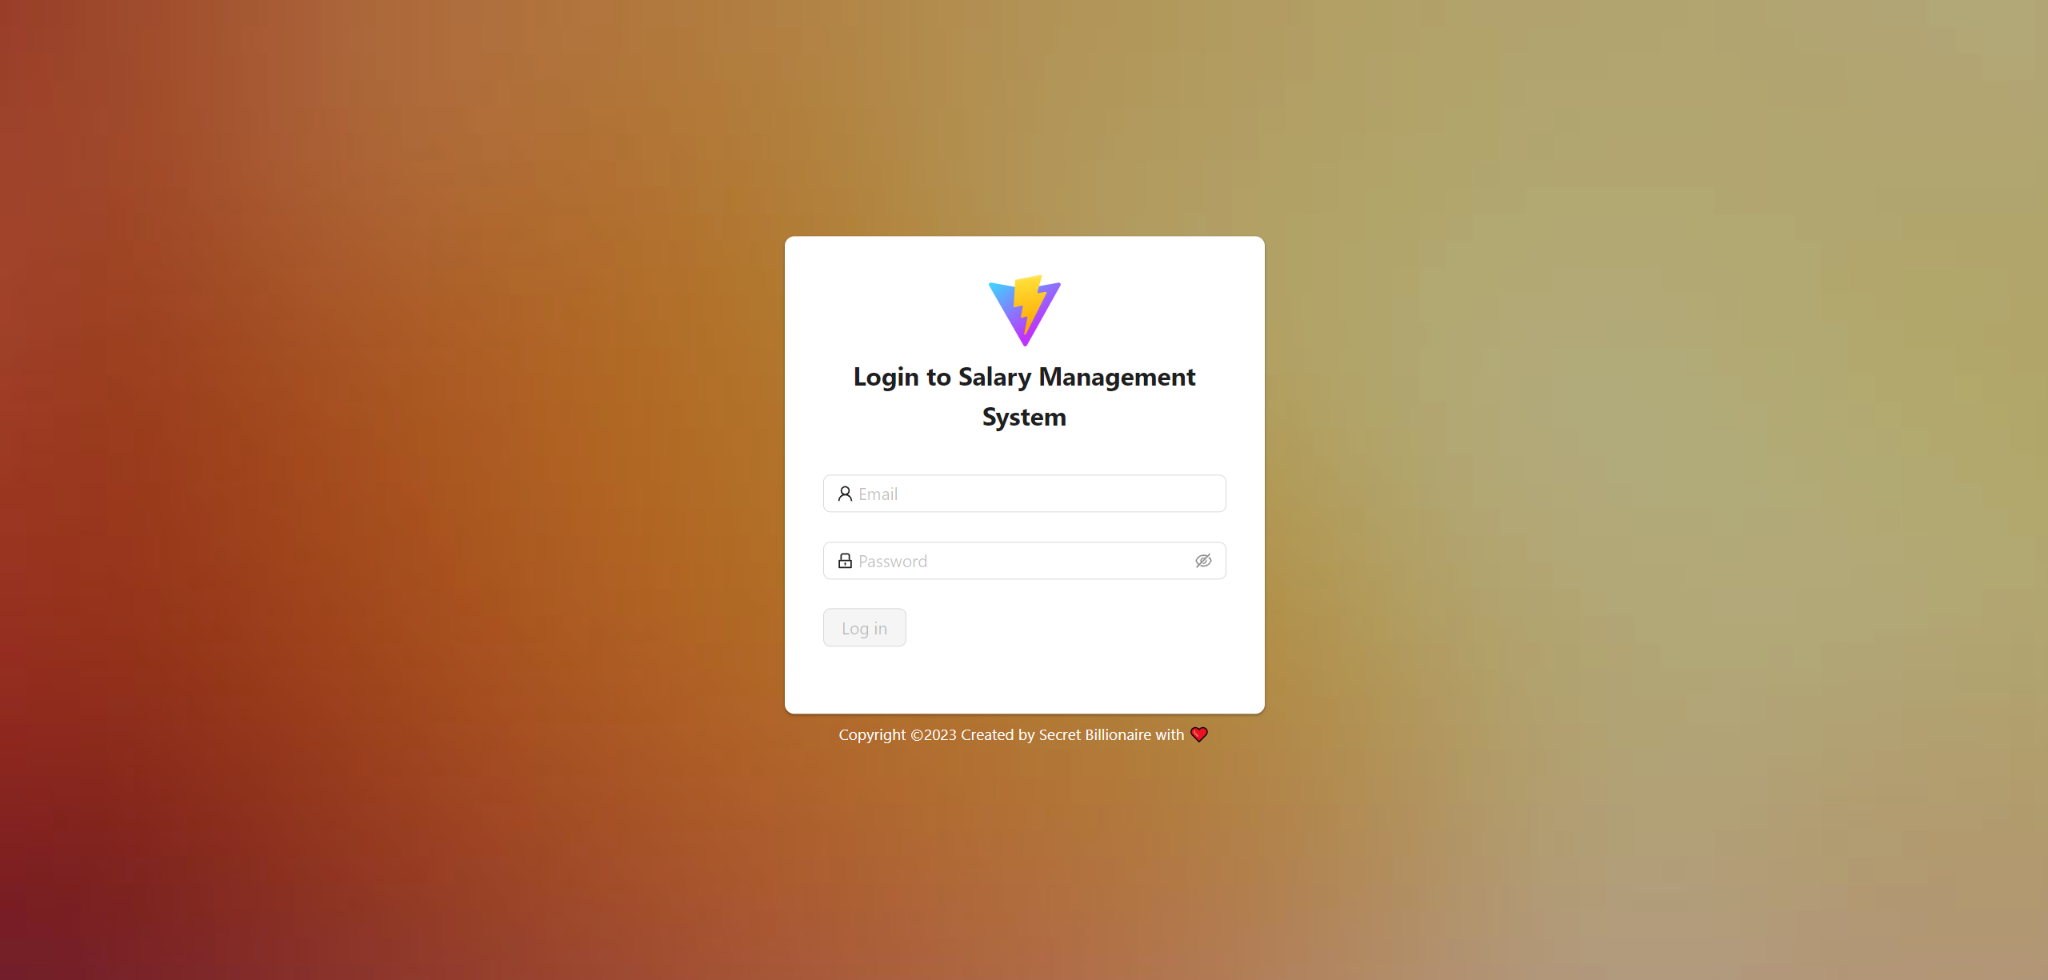 Login to Salary Management
System
Email
Password
Log in
Copyright ©2023 Created by Secret Billionaire with ❤